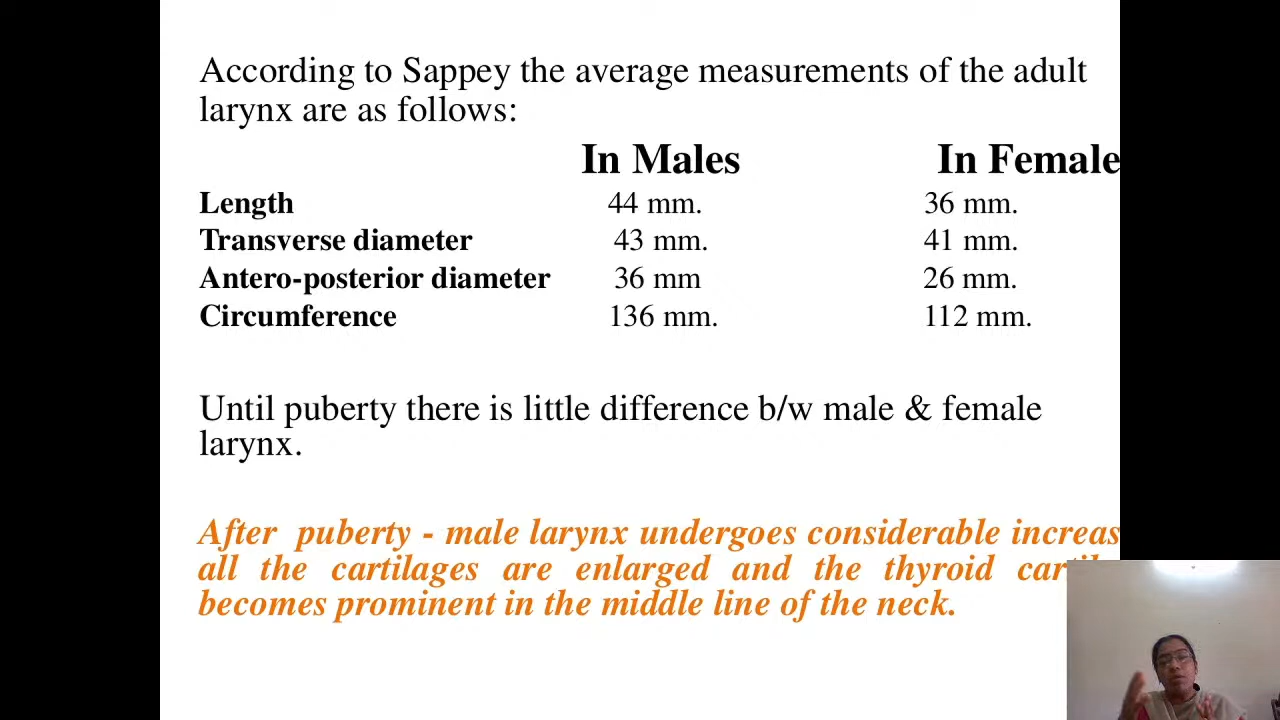 According to Sappey the average measurements of the adult
larynx are as follows:
In Males In Female
Length 44 mm. 36 mm.
Transverse diameter 43 mm. 41 mm.
Antero-posterior diameter 36 mm 26 mm.
Circumference 136 mm. 112 mm.
Until puberty there is little difference b/w male & female
larynx.
After puberty - male larynx undergoes considerable increas
all the cartilages are enlarged and the thyroid
becomes prominent in the middle line of the neck.